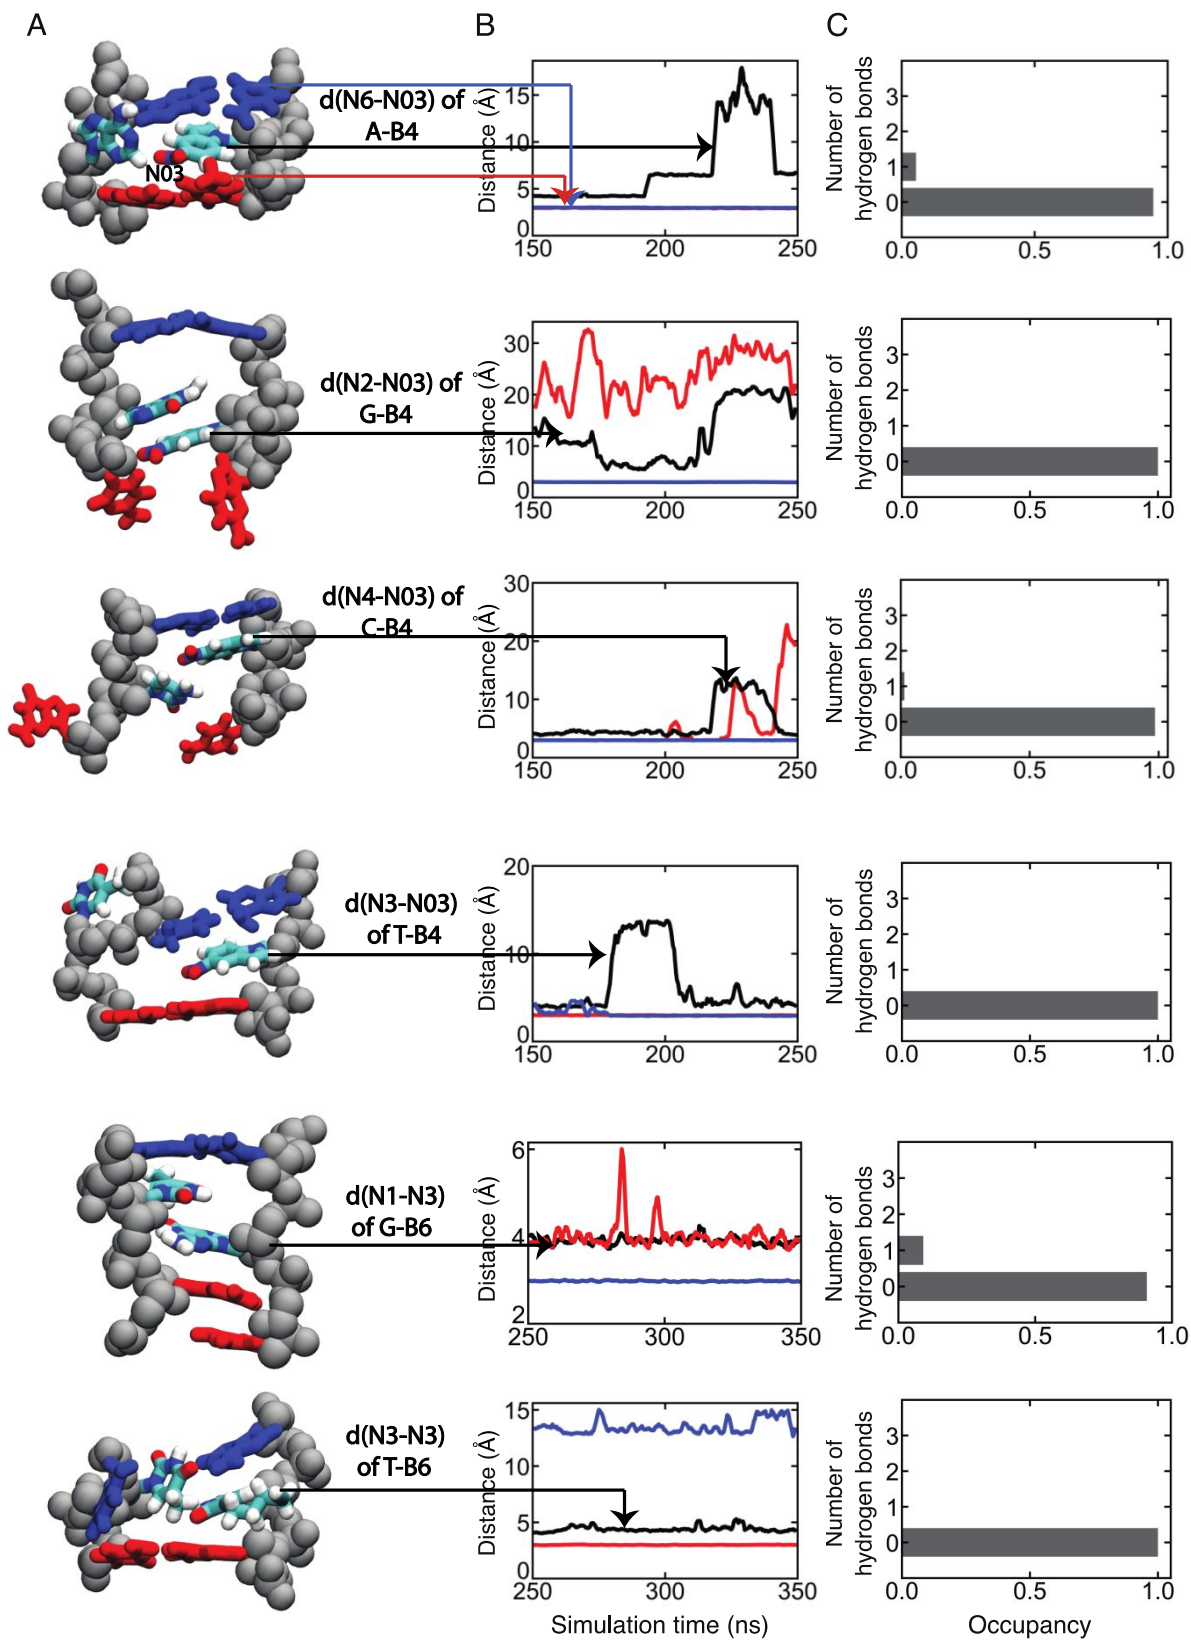 A
B
C
d(N6-N03) of
A-B4
N03
Distance (Å)
15
10
5
0
150
200
250
Number of
hydrogen bonds
3
2
1
0
0.0
0.5
1.0
d(N2-N03) of
G-B4
Distance (Å)
30
20
10
0
150
200
250
Number of
hydrogen bonds
3
2
1
0
0.0
0.5
1.0
d(N4-N03) of
C-B4
Distance (Å)
30
20
10
0
150
200
250
Number of
hydrogen bonds
3
2
1
0
0.0
0.5
1.0
d(N3-N03)
of T-B4
Distance (Å)
20
10
0
150
200
250
Number of
hydrogen bonds
3
2
1
0
0.0
0.5
1.0
d(N1-N3)
of G-B6
Distance (Å)
6
4
2
250
300
350
Number of
hydrogen bonds
3
2
1
0
0.0
0.5
1.0
d(N3-N3)
of T-B6
Distance (Å)
15
10
5
0
250
300
350
Simulation time (ns)
Number of
hydrogen bonds
3
2
1
0
0.0
0.5
1.0
Occupancy